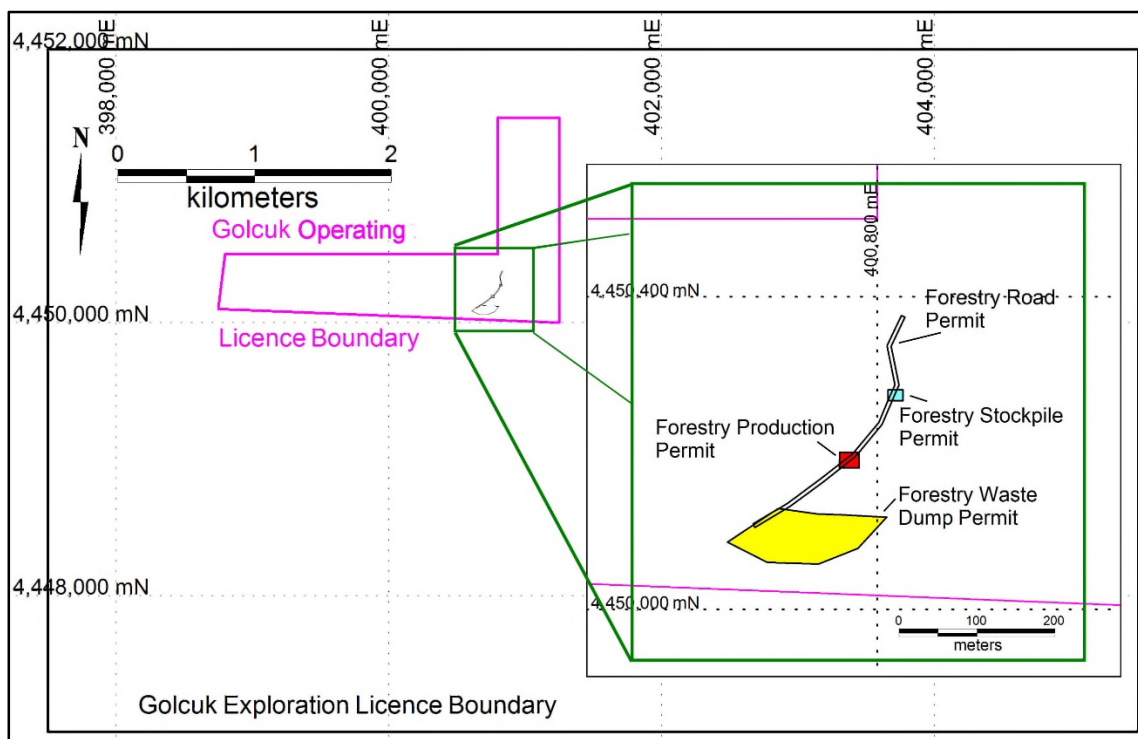 4,452,000 mN
398,000 mE
400,000 mE
402,000 mE
404,000 mE
N
0 1 2
kilometers
Golcuk Operating
Licence Boundary
4,450,000 mN
4,448,000 mN
400,800 mE
4,450,400 mN
Forestry Road
Permit
Forestry Stockpile
Permit
Forestry Production
Permit
Forestry Waste
Dump Permit
4,450,000 mN
0 100 200
meters
Golcuk Exploration Licence Boundary